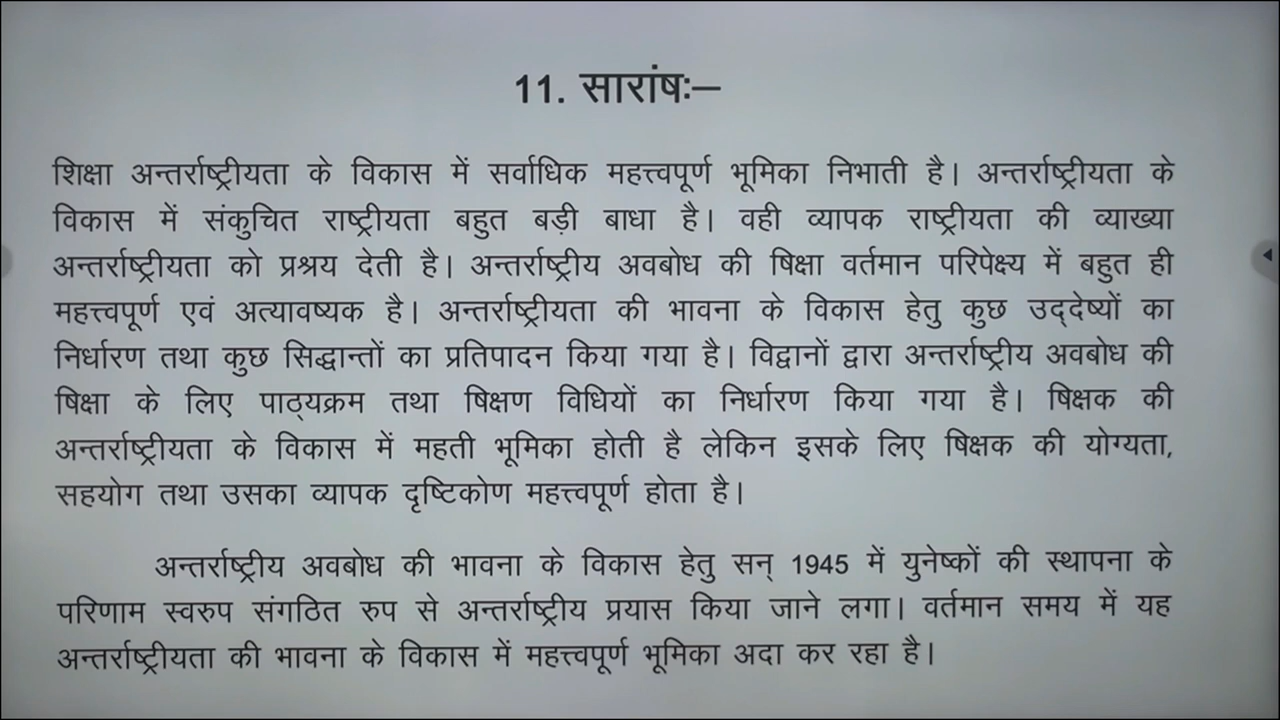 11. सारांषः–
शिक्षा अन्तर्राष्ट्रीयता के विकास में सर्वाधिक महत्त्वपूर्ण भूमिका निभाती है। अन्तर्राष्ट्रीयता के
विकास में संकुचित राष्ट्रीयता बहुत बड़ी बाधा है। वही व्यापक राष्ट्रीयता की व्याख्या
अन्तर्राष्ट्रीयता को प्रश्रय देती है। अन्तर्राष्ट्रीय अवबोध की षिक्षा वर्तमान परिपेक्ष्य में बहुत ही
महत्त्वपूर्ण एवं अत्यावष्यक है। अन्तर्राष्ट्रीयता की भावना के विकास हेतु कुछ उद्देष्यों का
निर्धारण तथा कुछ सिद्धान्तों का प्रतिपादन किया गया है। विद्वानों द्वारा अन्तर्राष्ट्रीय अवबोध की
षिक्षा के लिए पाठ्यक्रम तथा षिक्षण विधियों का निर्धारण किया गया है। षिक्षक की
अन्तर्राष्ट्रीयता के विकास में महती भूमिका होती है लेकिन इसके लिए षिक्षक की योग्यता,
सहयोग तथा उसका व्यापक दृष्टिकोण महत्त्वपूर्ण होता है।
अन्तर्राष्ट्रीय अवबोध की भावना के विकास हेतु सन् 1945 में युनेष्कों की स्थापना के
परिणाम स्वरुप संगठित रुप से अन्तर्राष्ट्रीय प्रयास किया जाने लगा। वर्तमान समय में यह
अन्तर्राष्ट्रीयता की भावना के विकास में महत्त्वपूर्ण भूमिका अदा कर रहा है।